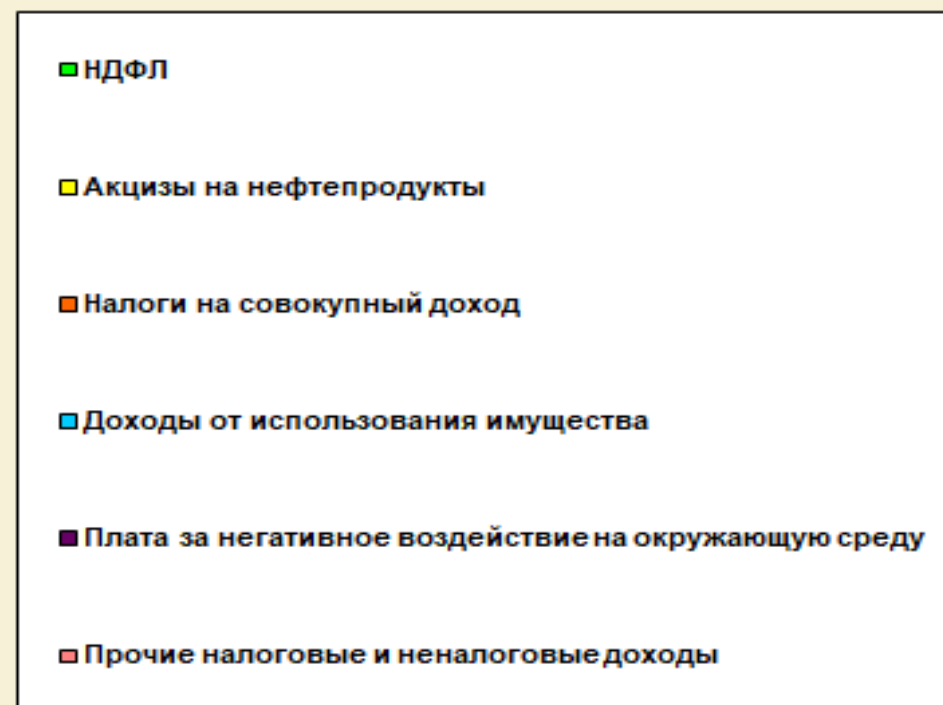 НДФЛ
Акцизы на нефтепродукты
Налоги на совокупный доход
Доходы от использования имущества
Плата за негативное воздействие на окружающую среду
Прочие налоговые и неналоговые доходы